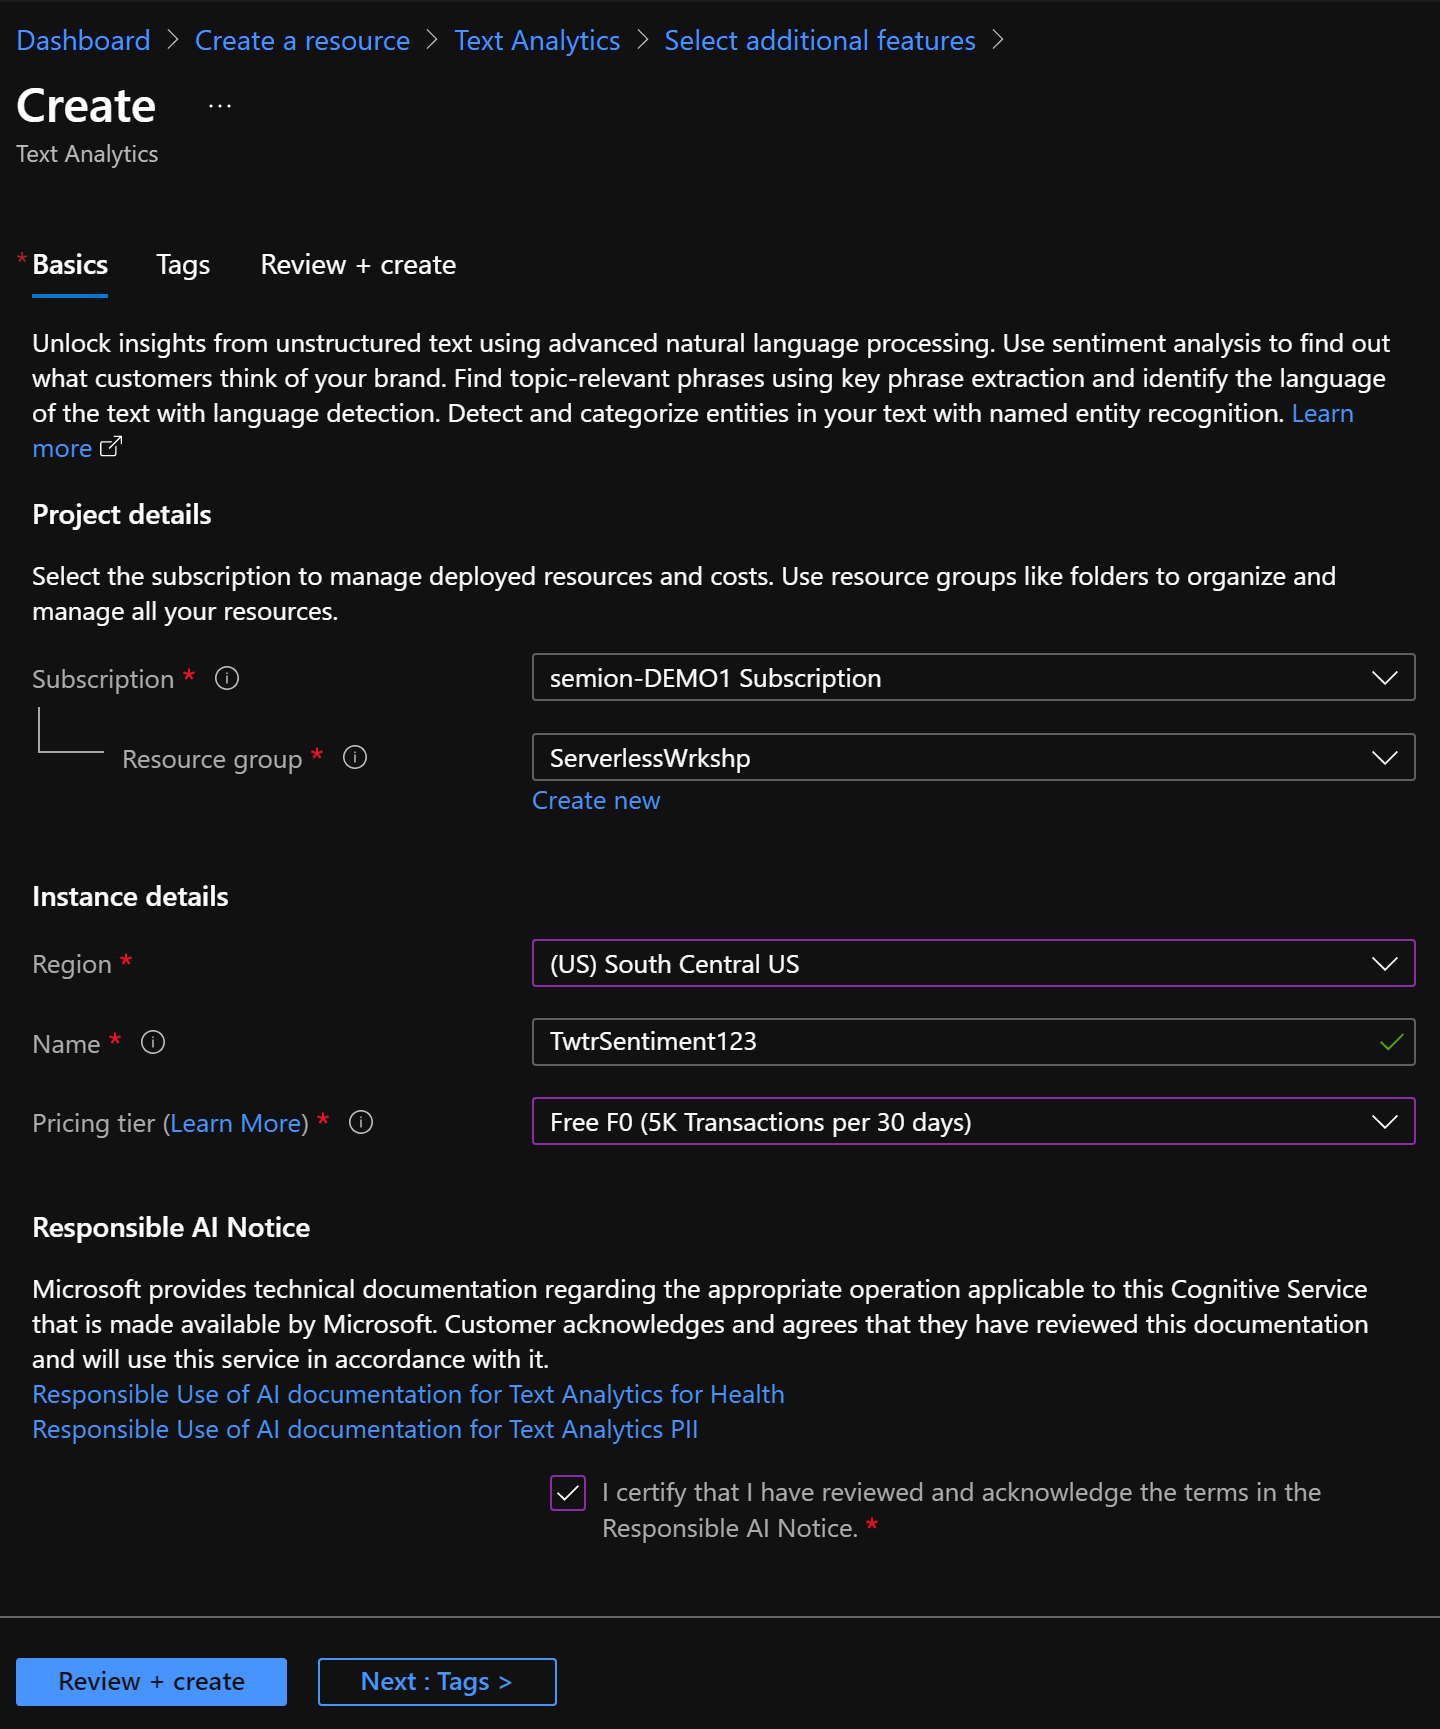 Dashboard > Create a resource > Text Analytics > Select additional features >
Create ...
Text Analytics
* Basics Tags Review + create
Unlock insights from unstructured text using advanced natural language processing. Use sentiment analysis to find out
what customers think of your brand. Find topic-relevant phrases using key phrase extraction and identify the language
of the text with language detection. Detect and categorize entities in your text with named entity recognition. Learn
more
Project details
Select the subscription to manage deployed resources and costs. Use resource groups like folders to organize and
manage all your resources.
Subscription * semion-DEMO1 Subscription
Resource group * ServerlessWrkshp
Create new
Instance details
Region * (US) South Central US
Name * TwtrSentiment123
Pricing tier (Learn More) * Free F0 (5K Transactions per 30 days)
Responsible AI Notice
Microsoft provides technical documentation regarding the appropriate operation applicable to this Cognitive Service
that is made available by Microsoft. Customer acknowledges and agrees that they have reviewed this documentation
and will use this service in accordance with it.
Responsible Use of AI documentation for Text Analytics for Health
Responsible Use of AI documentation for Text Analytics PII
I certify that I have reviewed and acknowledge the terms in the
Responsible AI Notice. *
Review + create Next : Tags >